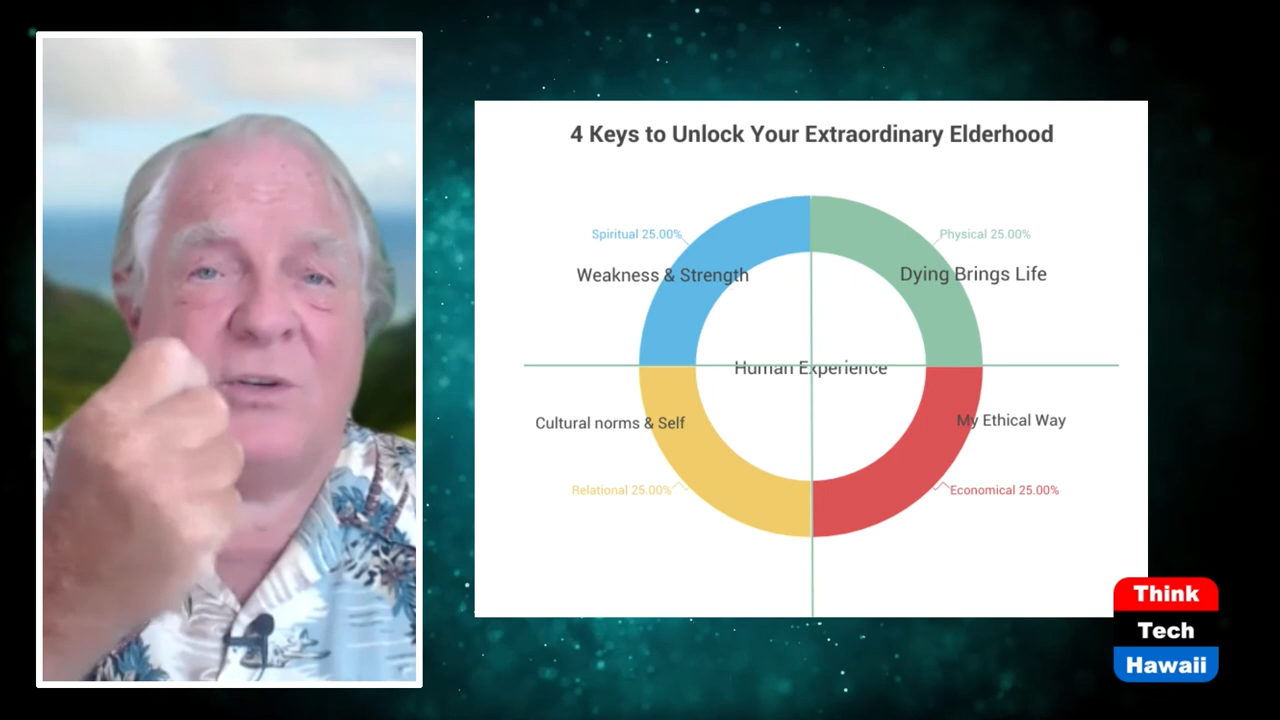 4 Keys to Unlock Your Extraordinary Elderhood
Spiritual 25.00%
Physical 25.00%
Weakness & Strength
Dying Brings Life
Human Experience
Cultural norms & Self
My Ethical Way
Relational 25.00%
Economical 25.00%
Think
Tech
Hawaii